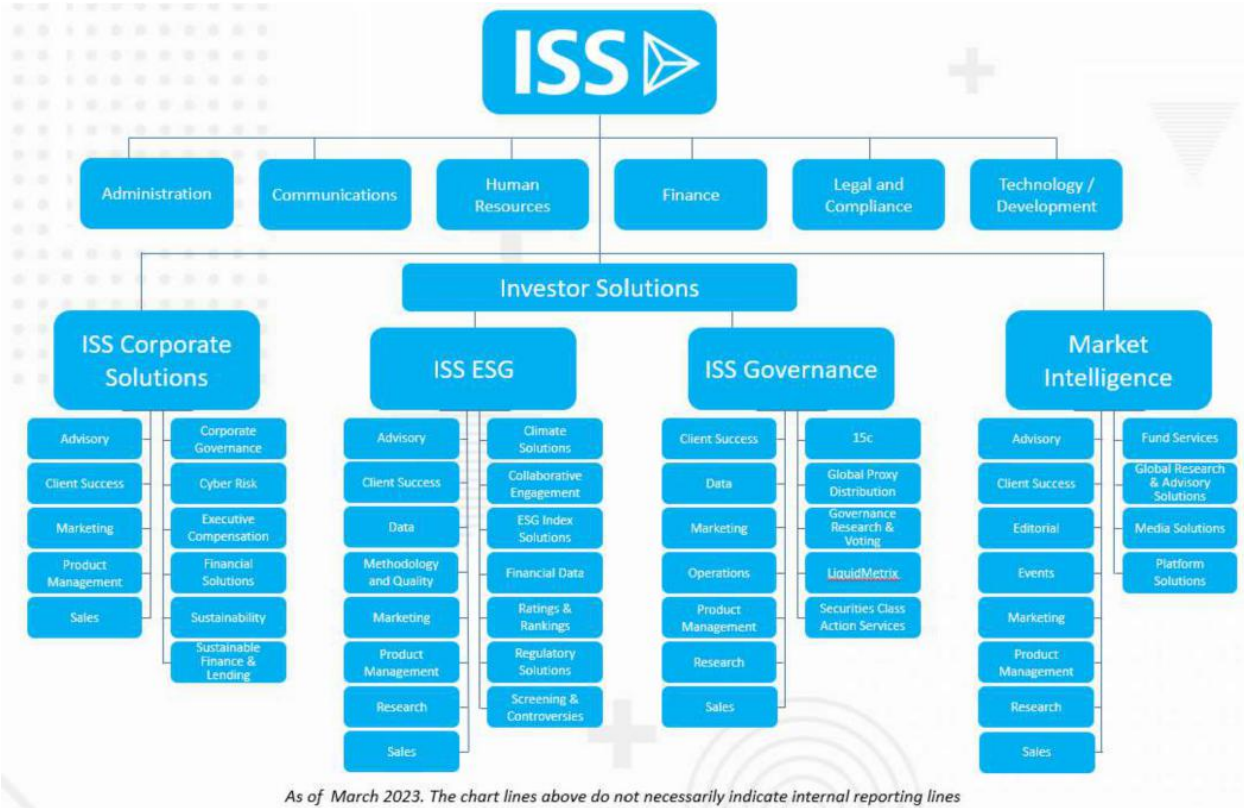 ISS
Administration
Communications
Human
Resources
Finance
Legal and
Compliance
Technology /
Development
Investor Solutions
ISS Corporate
Solutions
Advisory
Client Success
Marketing
Product
Management
Sales
Corporate
Governance
Cyber Risk
Executive
Compensation
Financial
Solutions
Sustainability
Sustainable
Finance &
Lending
ISS ESG
Advisory
Client Success
Data
Methodology
and Quality
Marketing
Product
Management
Research
Sales
Climate
Solutions
Collaborative
Engagement
ESG Index
Solutions
Financial Data
Ratings &
Rankings
Regulatory
Solutions
Screening &
Controversies
ISS Governance
Client Success
Data
Marketing
Operations
Product
Management
Research
Sales
15c
Global Proxy
Distribution
Governance
Research &
Voting
LiquidMetrix
Securities Class
Action Services
Market
Intelligence
Advisory
Client Success
Editorial
Events
Marketing
Product
Management
Research
Sales
Fund Services
Global Research
& Advisory
Solutions
Media Solutions
Platform
Solutions
As of March 2023. The chart lines above do not necessarily indicate internal reporting lines